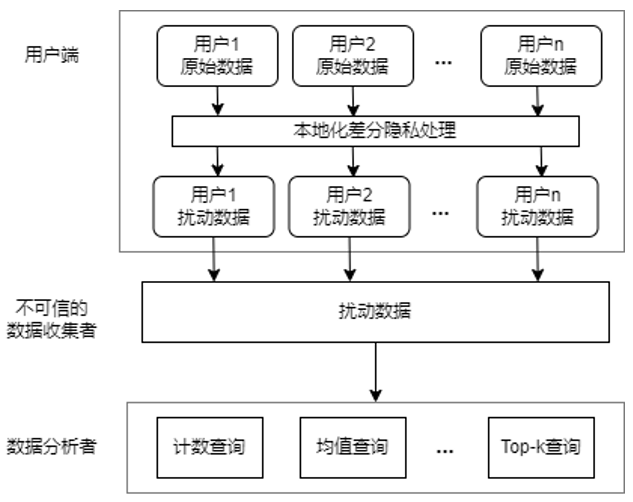 用户端
用户1
原始数据
用户2
原始数据
...
用户n
原始数据
本地化差分隐私处理
用户1
扰动数据
用户2
扰动数据
...
用户n
扰动数据
不可信的
数据收集者
扰动数据
数据分析者
计数查询
均值查询
...
Top-k查询